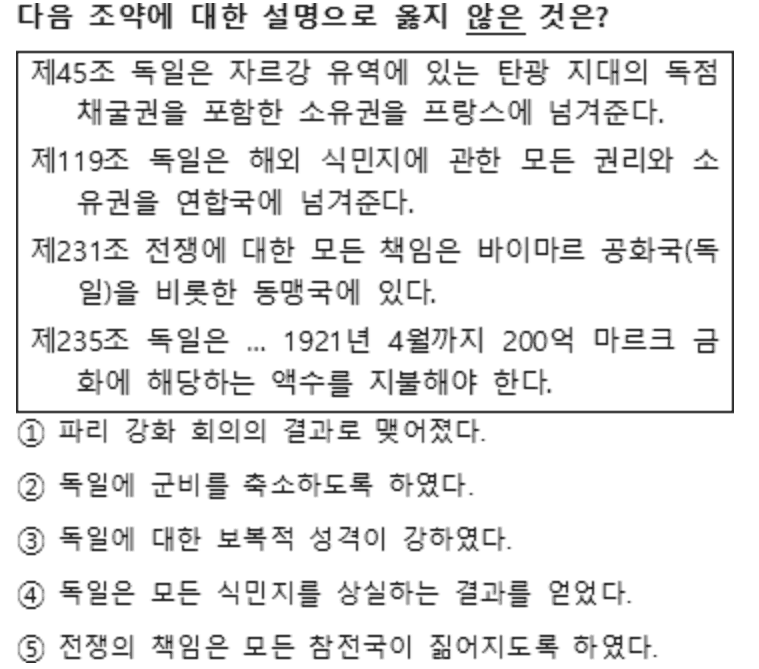 다음 조약에 대한 설명으로 옳지 않은 것은?
제45조 독일은 자르강 유역에 있는 탄광 지대의 독점
채굴권을 포함한 소유권을 프랑스에 넘겨준다.
제119조 독일은 해외 식민지에 관한 모든 권리와 소
유권을 연합국에 넘겨준다.
제231조 전쟁에 대한 모든 책임은 바이마르 공화국(독
일)을 비롯한 동맹국에 있다.
제235조 독일은 ... 1921년 4월까지 200억 마르크 금
화에 해당하는 액수를 지불해야 한다.
① 파리 강화 회의의 결과로 맺어졌다.
② 독일에 군비를 축소하도록 하였다.
③ 독일에 대한 보복적 성격이 강하였다.
④ 독일은 모든 식민지를 상실하는 결과를 얻었다.
⑤ 전쟁의 책임은 모든 참전국이 짊어지도록 하였다.